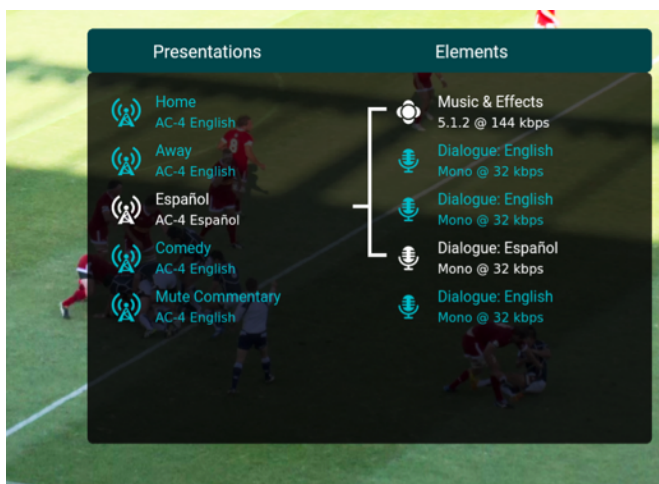 Presentations
Elements
Home
AC-4 English
Away
AC-4 English
Español
AC-4 Español
Comedy
AC-4 English
Mute Commentary
AC-4 English
Music & Effects
5.1.2 @ 144 kbps
Dialogue: English
Mono @ 32 kbps
Dialogue: English
Mono @ 32 kbps
Dialogue: Español
Mono @ 32 kbps
Dialogue: English
Mono @ 32 kbps
8